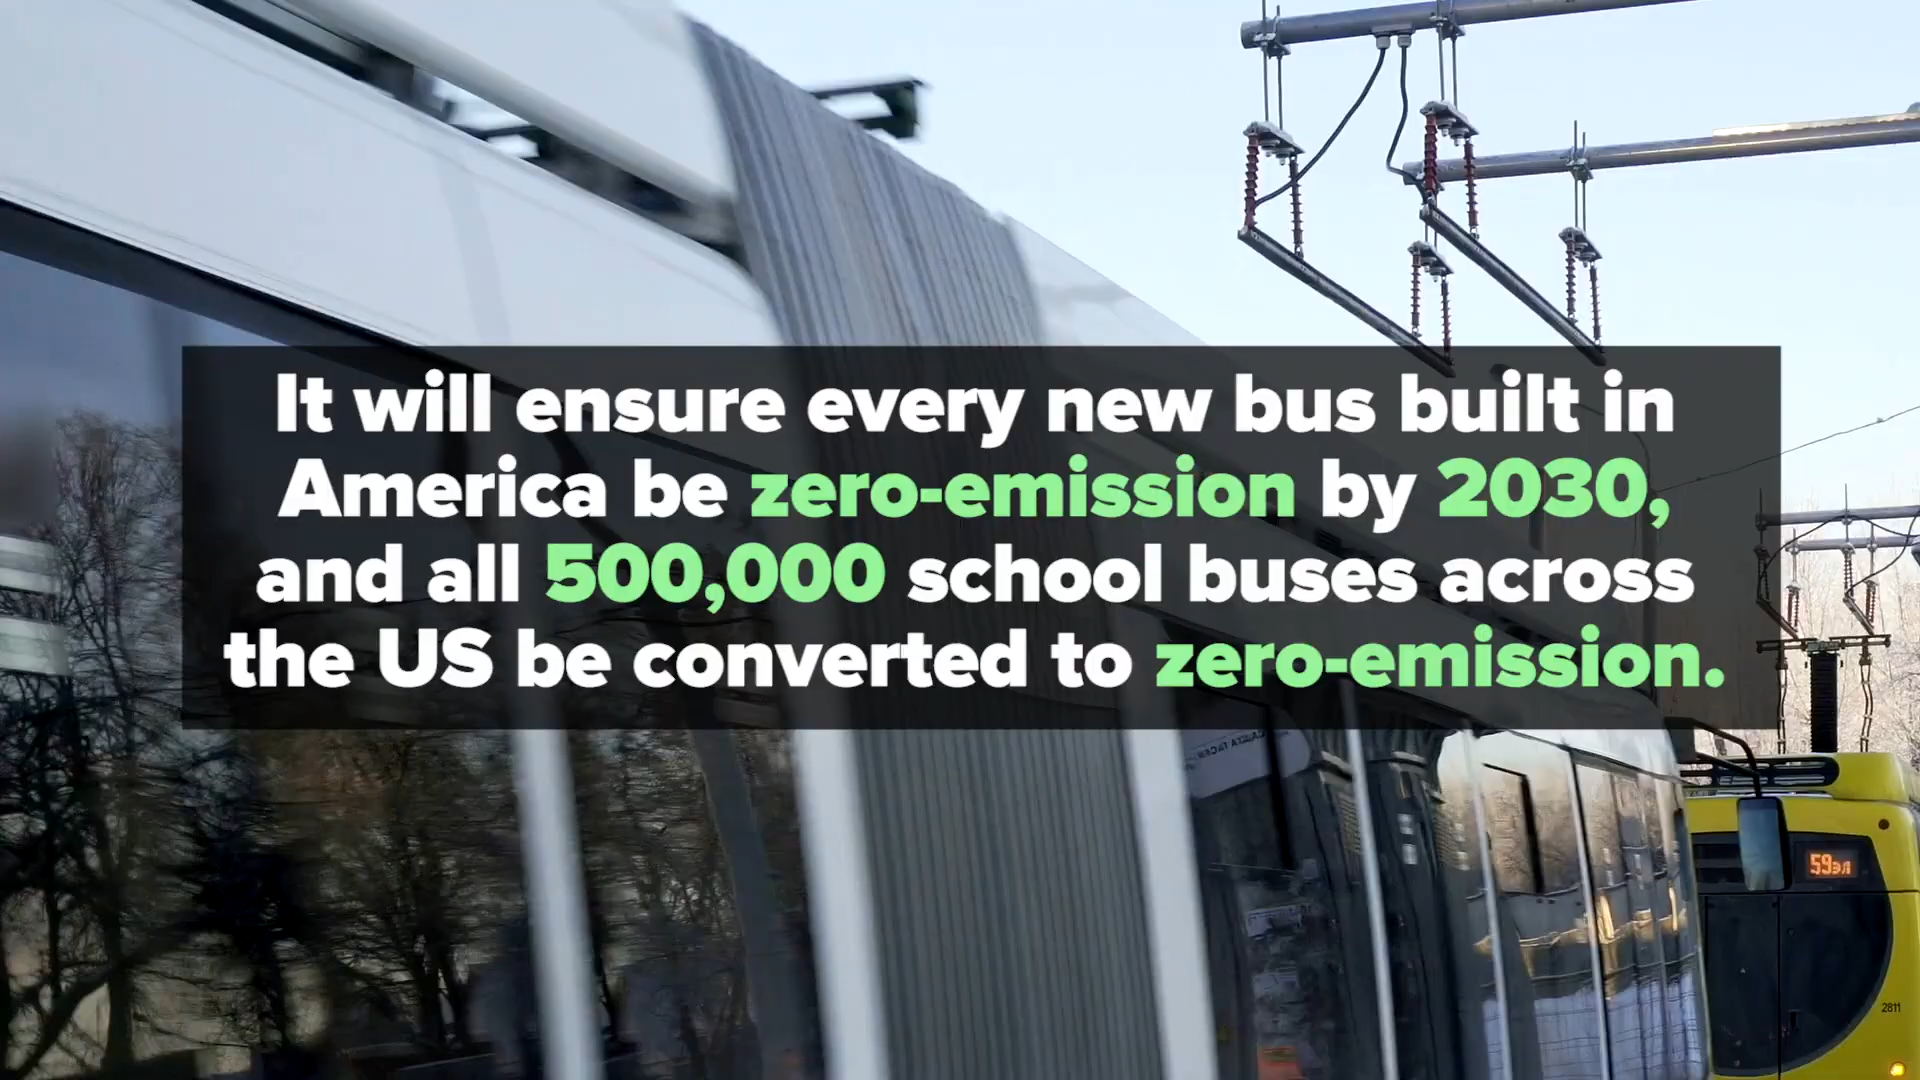 It will ensure every new bus built in
America be zero-emission by 2030,
and all 500,000 school buses across
the US be converted to zero-emission.
59эл
2811